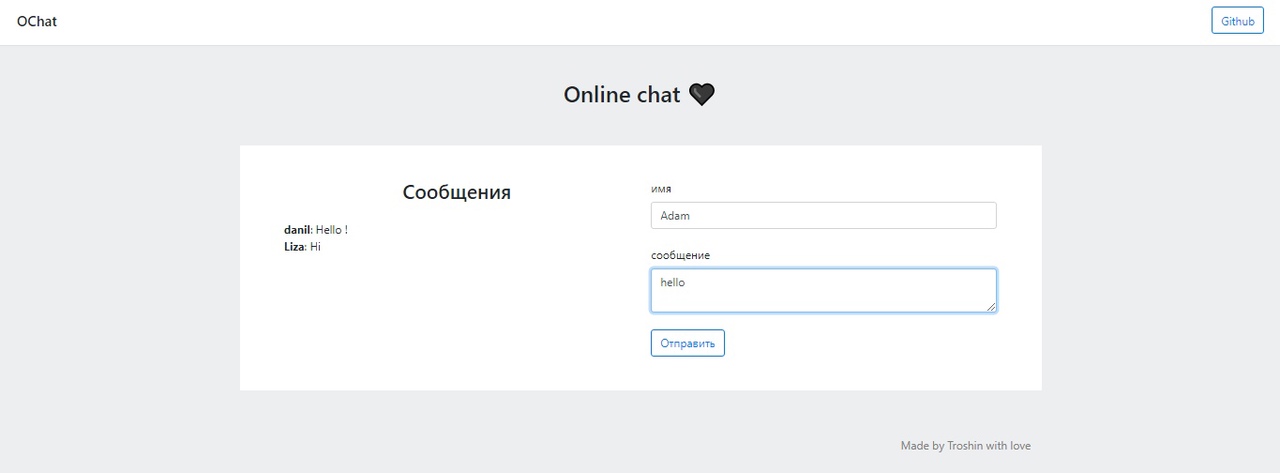 OChat
Github
Online chat 🖤
Сообщения
danil: Hello !
Liza: Hi
имя
Adam
сообщение
hello
Отправить
Made by Troshin with love